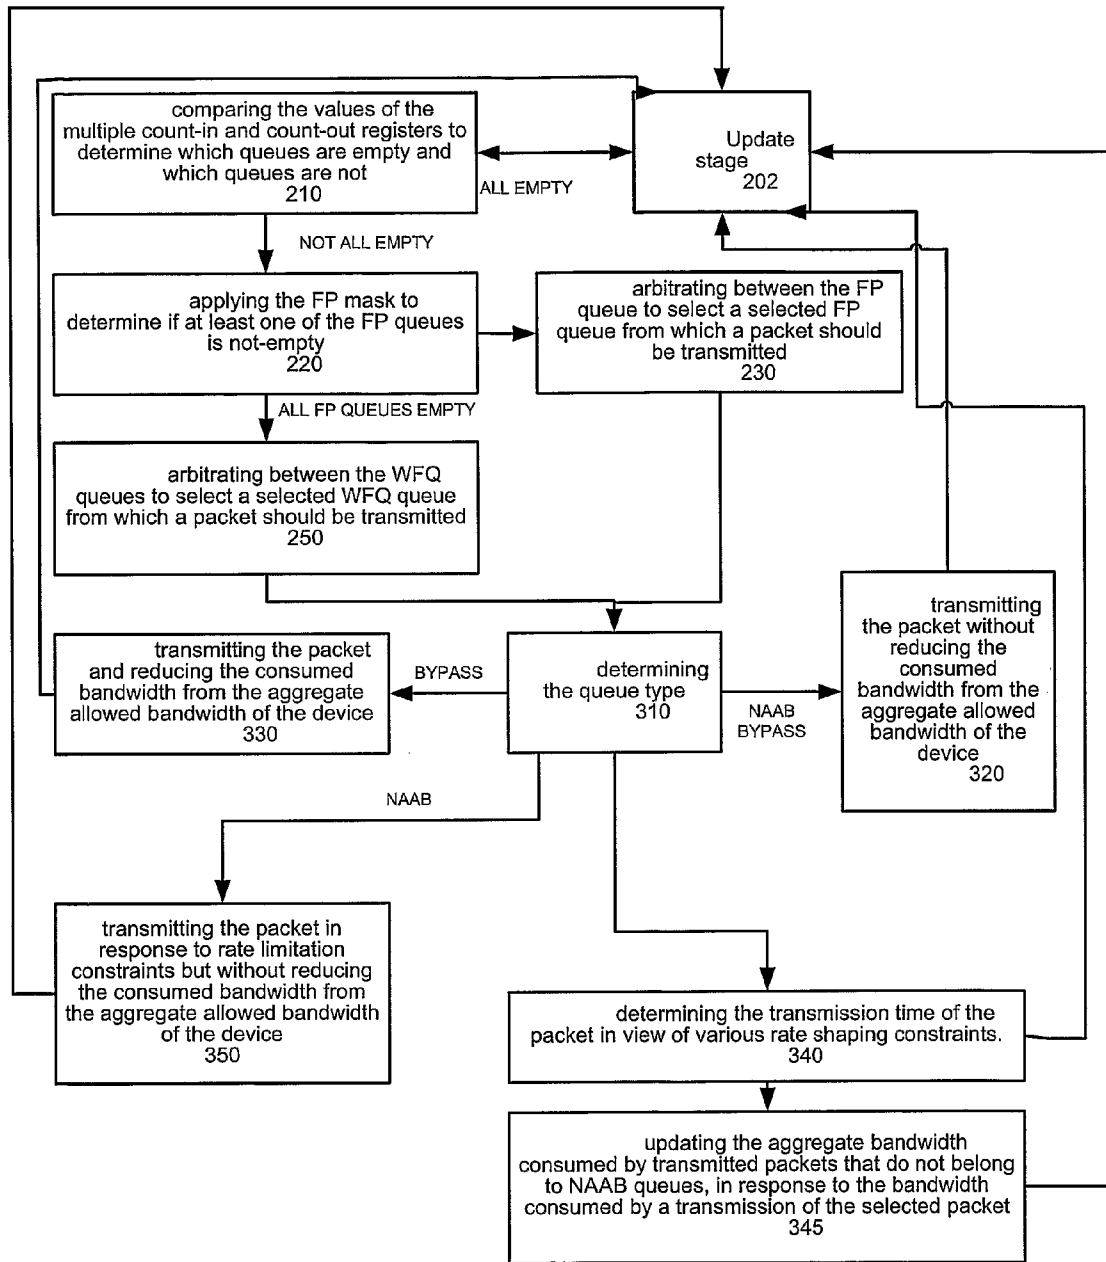 comparing the values of the
multiple count-in and count-out registers to
determine which queues are empty and
which queues are not
210
Update
stage
202
ALL EMPTY
NOT ALL EMPTY
applying the FP mask to
determine if at least one of the FP queues
is not-empty
220
arbitrating between the FP
queue to select a selected FP
queue from which a packet should
be transmitted
230
ALL FP QUEUES EMPTY
arbitrating between the WFQ
queues to select a selected WFQ queue
from which a packet should be transmitted
250
transmitting the packet
and reducing the consumed
bandwidth from the aggregate
allowed bandwidth of the device
330
BYPASS
determining
the queue type
310
NAAB
BYPASS
transmitting
the packet without
reducing the
consumed
bandwidth from the
aggregate allowed
bandwidth of the
device
320
NAAB
transmitting the packet in
response to rate limitation
constraints but without reducing
the consumed bandwidth from
the aggregate allowed bandwidth
of the device
350
determining the transmission time of the
packet in view of various rate shaping constraints.
340
updating the aggregate bandwidth
consumed by transmitted packets that do not belong
to NAAB queues, in response to the bandwidth
consumed by a transmission of the selected packet
345